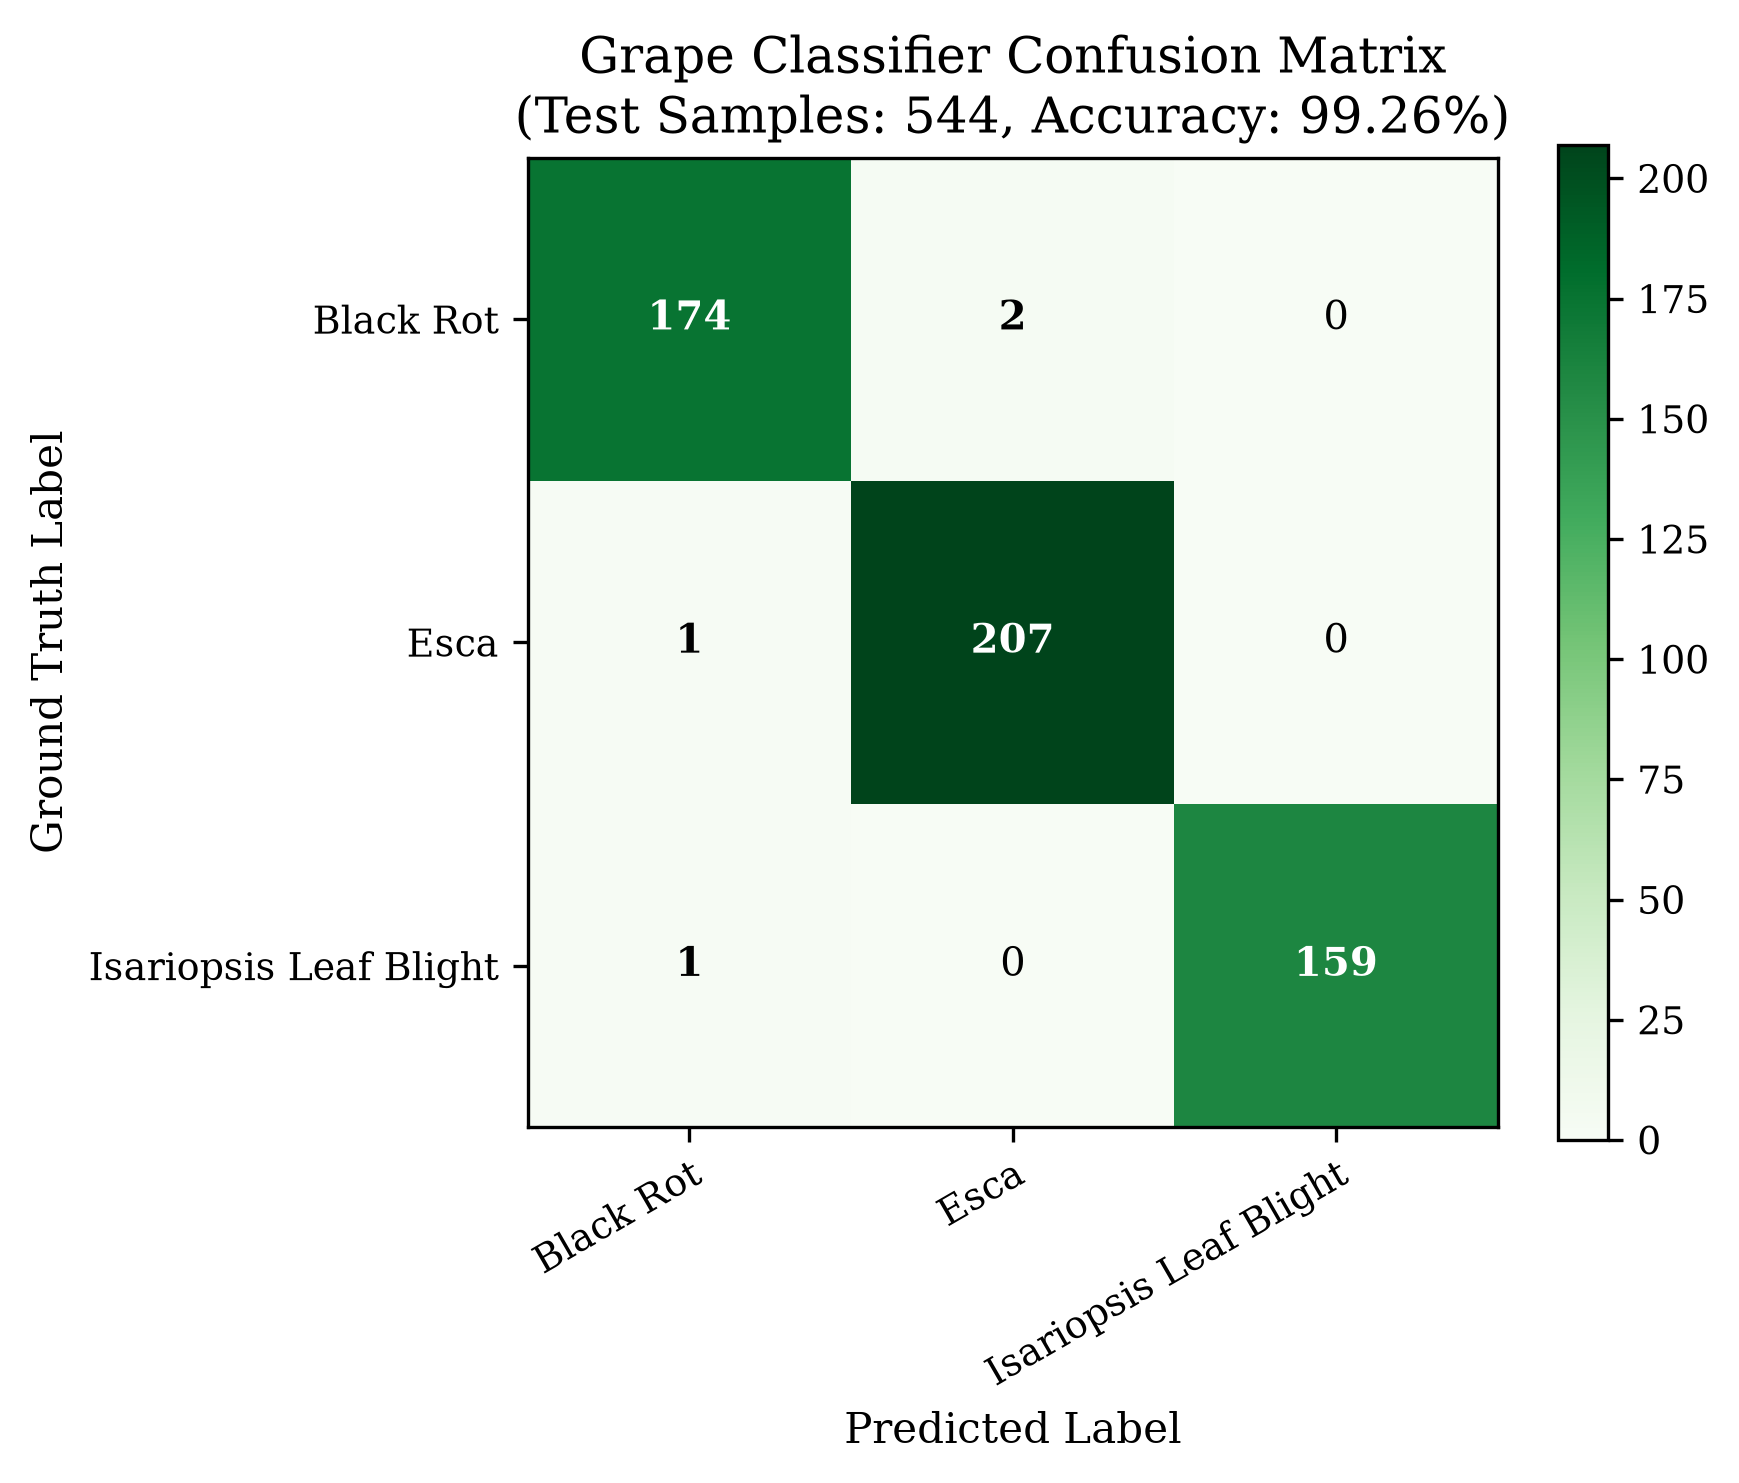 Grape Classifier Confusion Matrix
(Test Samples: 544, Accuracy: 99.26%)
Ground Truth Label
Black Rot
174
2
0
Esca
1
207
0
Isariopsis Leaf Blight
1
0
159
Black Rot
Esca
Isariopsis Leaf Blight
Predicted Label
200
175
150
125
100
75
50
25
0